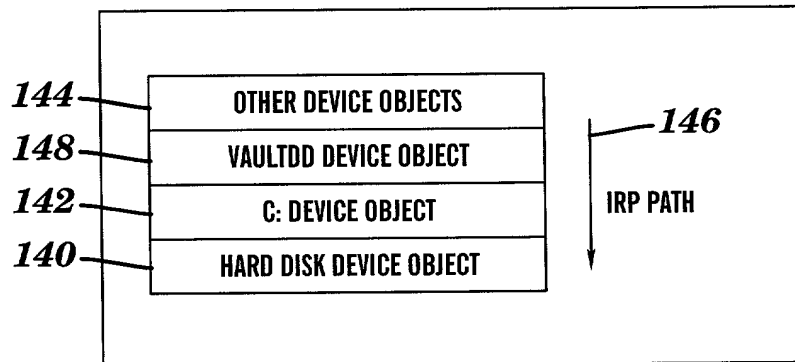 144 OTHER DEVICE OBJECTS
146
148 VAULTDD DEVICE OBJECT
142 C: DEVICE OBJECT
IRP PATH
140 HARD DISK DEVICE OBJECT